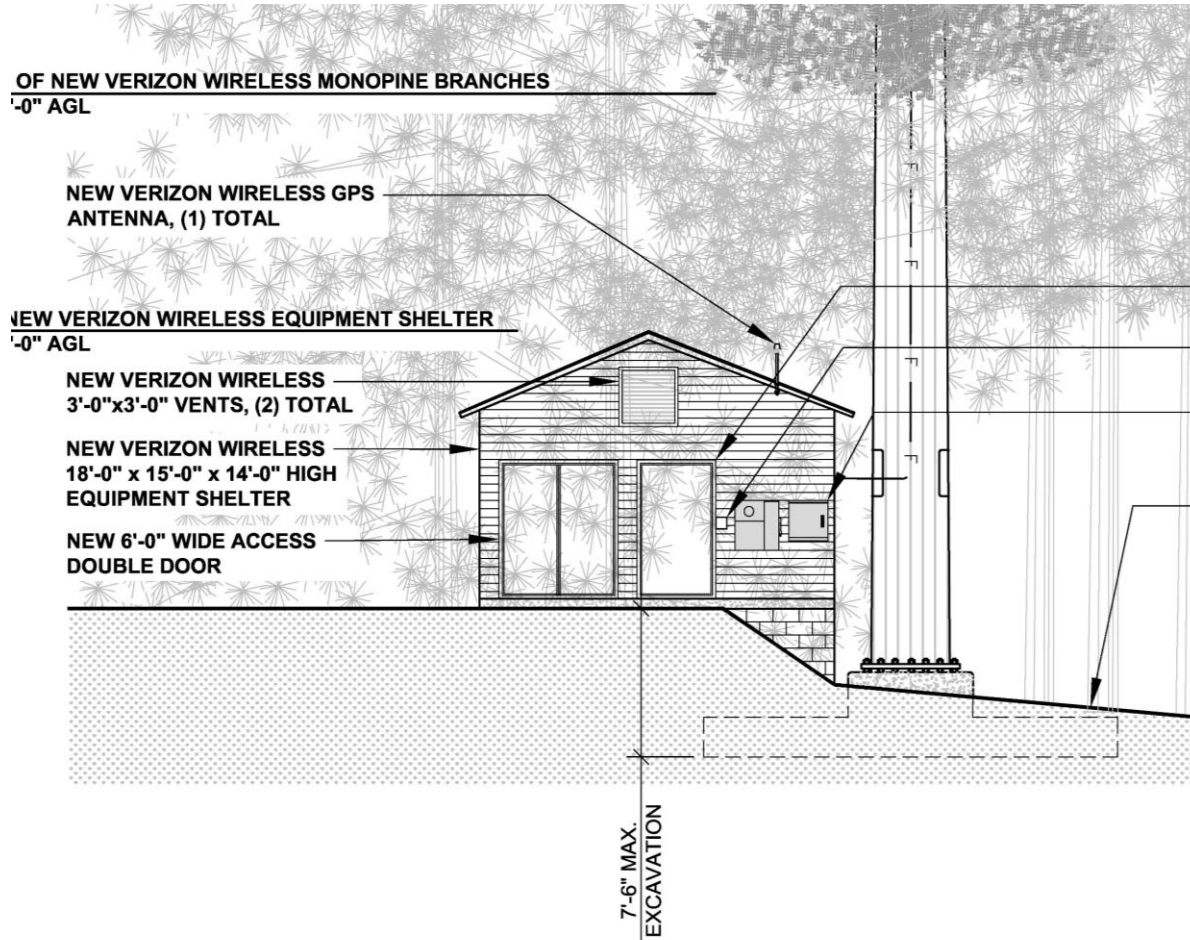 OF NEW VERIZON WIRELESS MONOPINE BRANCHES
'-0" AGL
NEW VERIZON WIRELESS GPS
ANTENNA, (1) TOTAL
NEW VERIZON WIRELESS EQUIPMENT SHELTER
'-0" AGL
NEW VERIZON WIRELESS
3'-0"x3'-0" VENTS, (2) TOTAL
NEW VERIZON WIRELESS
18'-0" x 15'-0" x 14'-0" HIGH
EQUIPMENT SHELTER
NEW 6'-0" WIDE ACCESS
DOUBLE DOOR
7'-6" MAX.
EXCAVATION